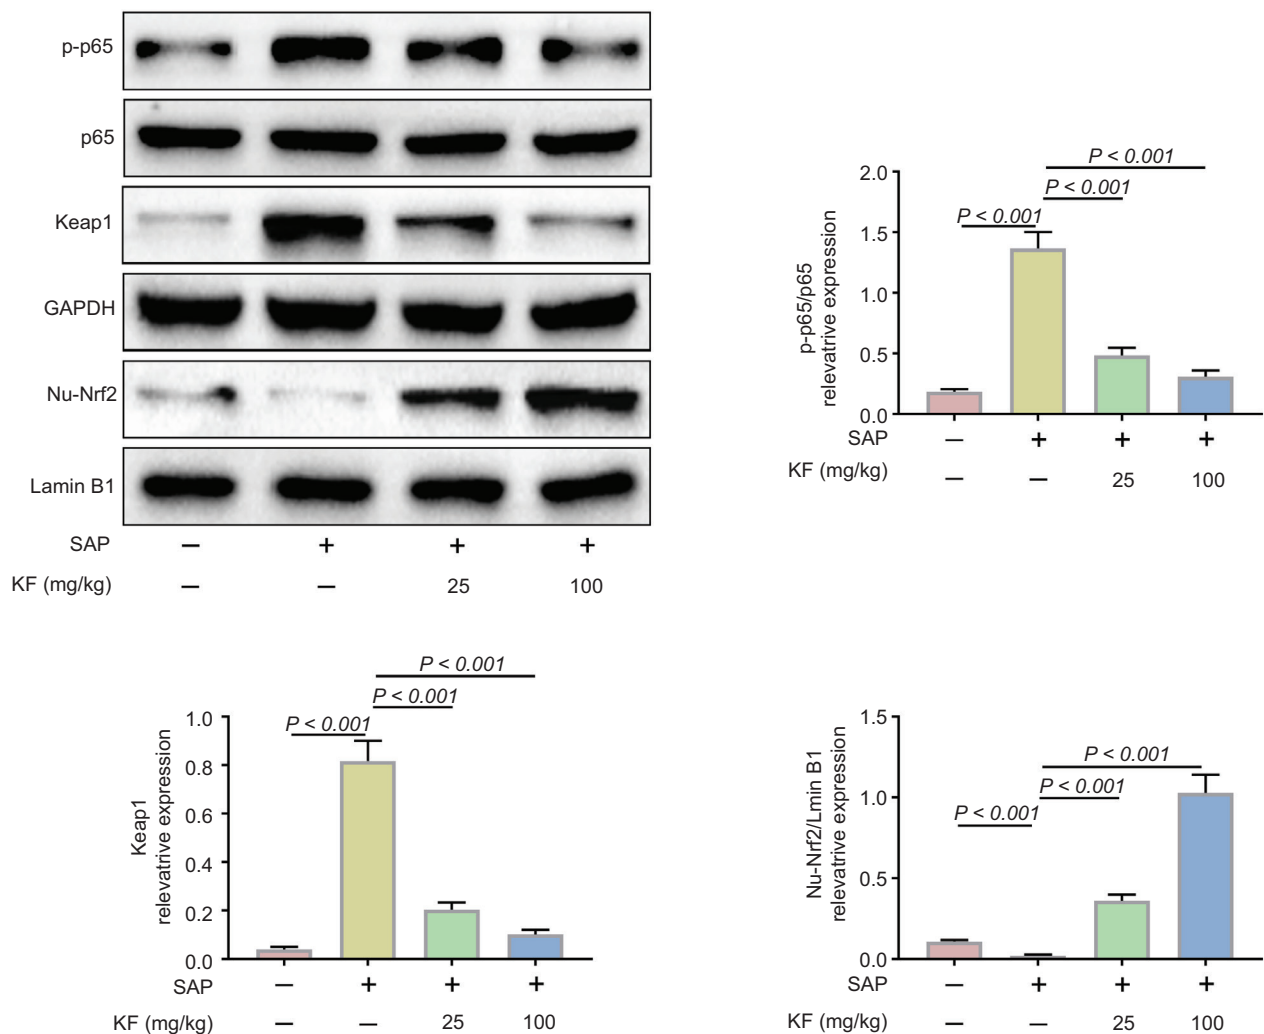 p-p65
p65
Keap1
GAPDH
Nu-Nrf2
Lamin B1
SAP — + + +
KF (mg/kg) — — 25 100
P < 0.001
P < 0.001
P < 0.001
2.0
1.5
1.0
0.5
0.0
p-p65/p65
relevatrive expression
SAP — + + +
KF (mg/kg) — — 25 100
P < 0.001
P < 0.001
P < 0.001
1.0
0.8
0.6
0.4
0.2
0.0
Keap1
relevatrive expression
SAP — + + +
KF (mg/kg) — — 25 100
P < 0.001
P < 0.001
P < 0.001
1.5
1.0
0.5
0.0
Nu-Nrf2/Lmin B1
relevatrive expression
SAP — + + +
KF (mg/kg) — — 25 100